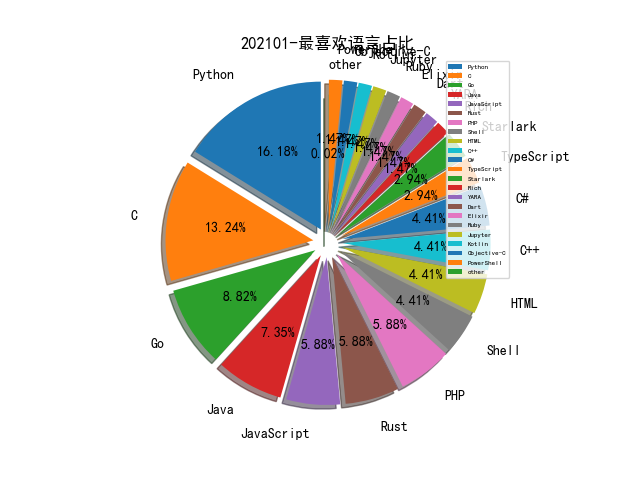 202101-最喜欢语言占比
other
Python
C
Go
Java
JavaScript
Rust
PHP
Shell
HTML
C++
C#
TypeScript
Starlark
Elixir
Ruby
Jupyter
16.18%
13.24%
8.82%
7.35%
5.88%
5.88%
5.88%
4.41%
4.41%
4.41%
4.41%
2.94%
2.94%
1.47%
0.02%
Python
C
Go
Java
JavaScript
Rust
PHP
Shell
HTML
C++
C#
TypeScript
Starlark
Rich
YARA
Dart
Elixir
Ruby
Jupyter
Kotlin
Objective-C
PowerShell
other